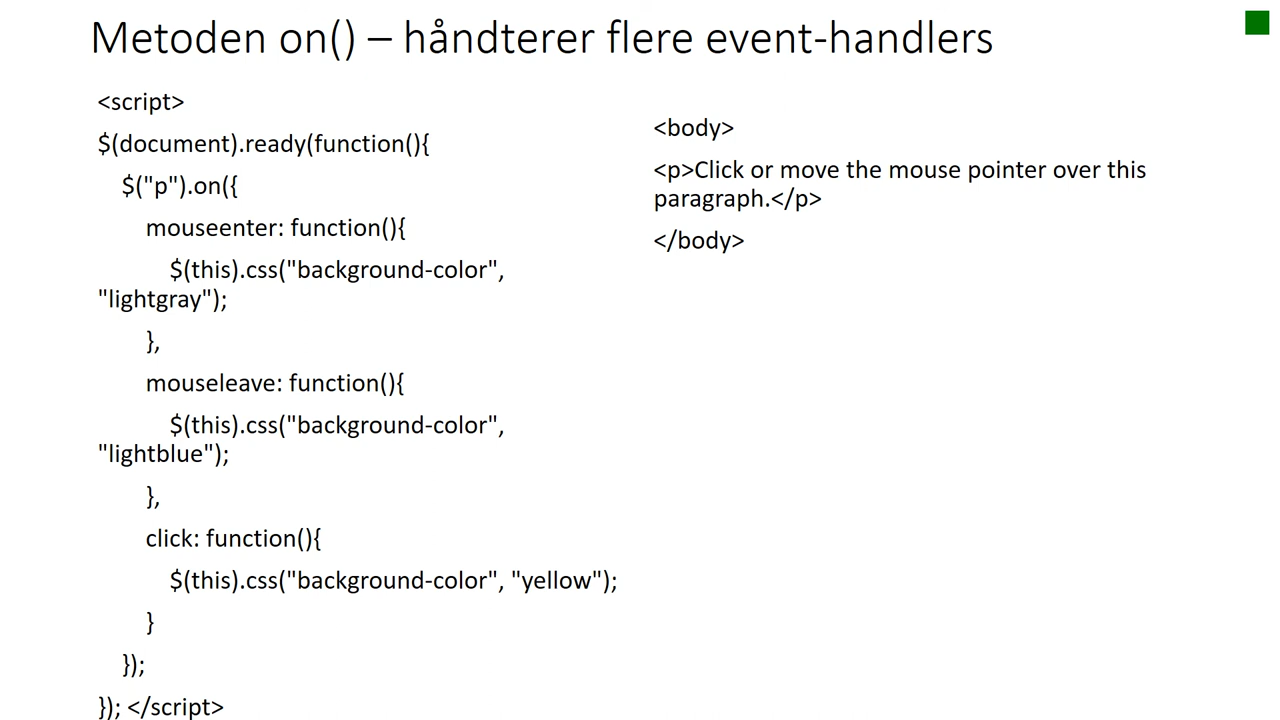 Metoden on() – håndterer flere event-handlers
<script>
$(document).ready(function(){
$("p").on({
mouseenter: function(){
$(this).css("background-color",
"lightgray");
},
mouseleave: function(){
$(this).css("background-color",
"lightblue");
},
click: function(){
$(this).css("background-color", "yellow");
}
});
}); </script>
<body>
<p>Click or move the mouse pointer over this
paragraph.</p>
</body>